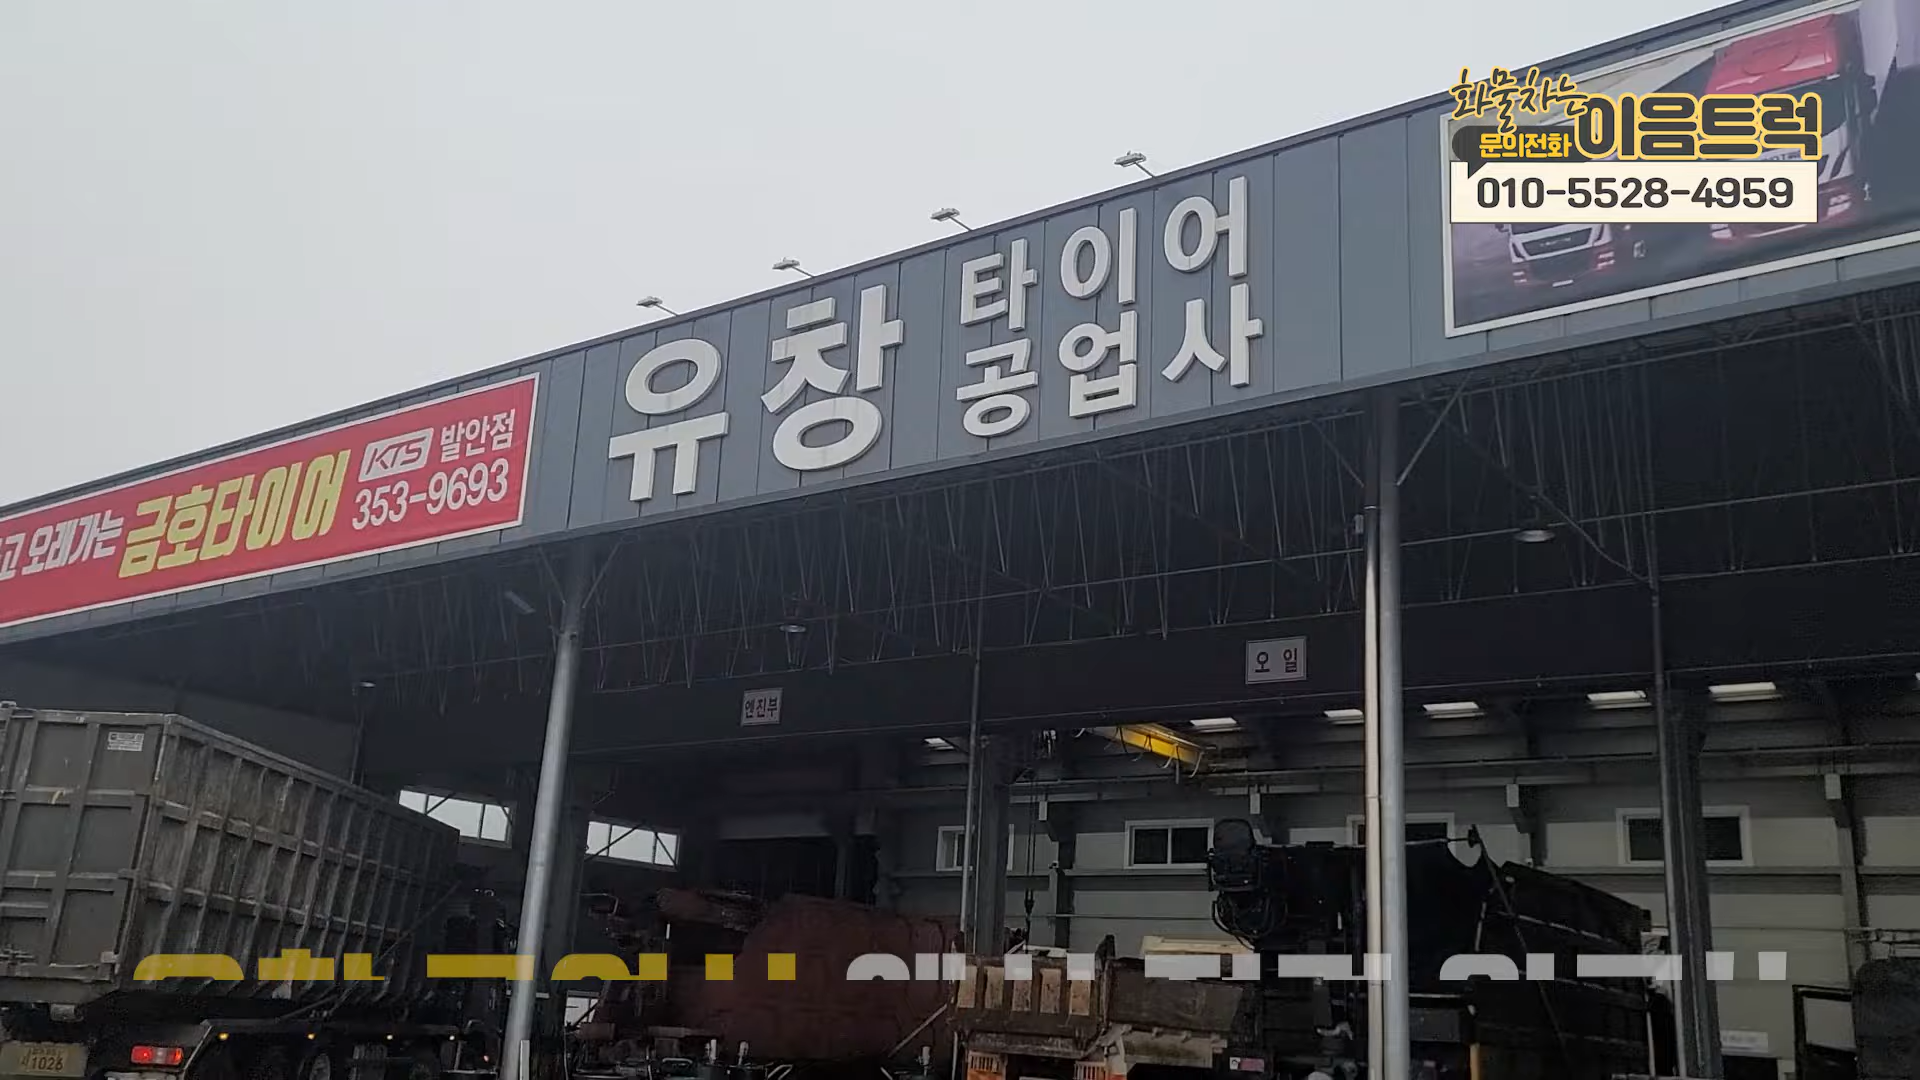 화물차는
이음트럭
문의전화
010-5528-4959
유창
타이어
공업사
오래가는 금호타이어
KTS 발안점
353-9693
엔진부
오 일